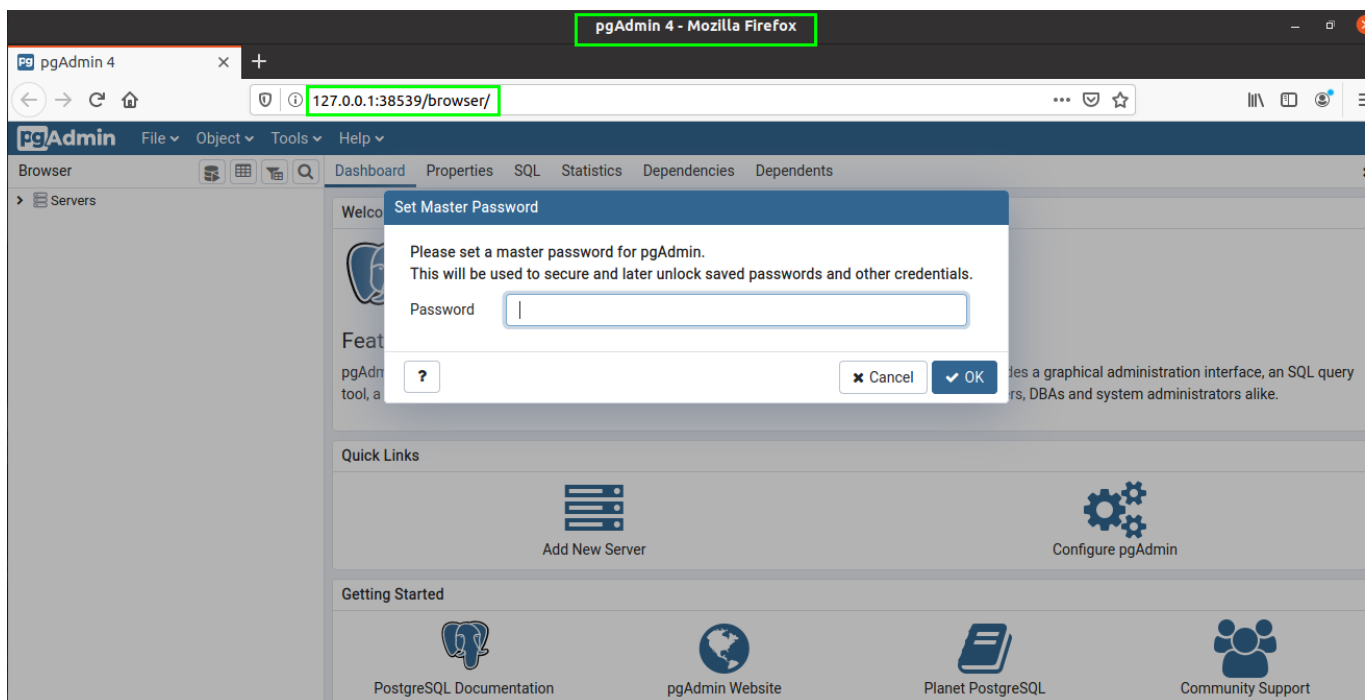 pgAdmin 4 - Mozilla Firefox
pgAdmin 4
127.0.0.1:38539/browser/
pgAdmin File Object Tools Help
Browser
Dashboard Properties SQL Statistics Dependencies Dependents
Servers
Welco
Set Master Password
Please set a master password for pgAdmin.
This will be used to secure and later unlock saved passwords and other credentials.
Password
Feat
? Cancel OK
pgAdm
des a graphical administration interface, an SQL query
tool, a
rs, DBAs and system administrators alike.
Quick Links
Add New Server
Configure pgAdmin
Getting Started
PostgreSQL Documentation
pgAdmin Website
Planet PostgreSQL
Community Support